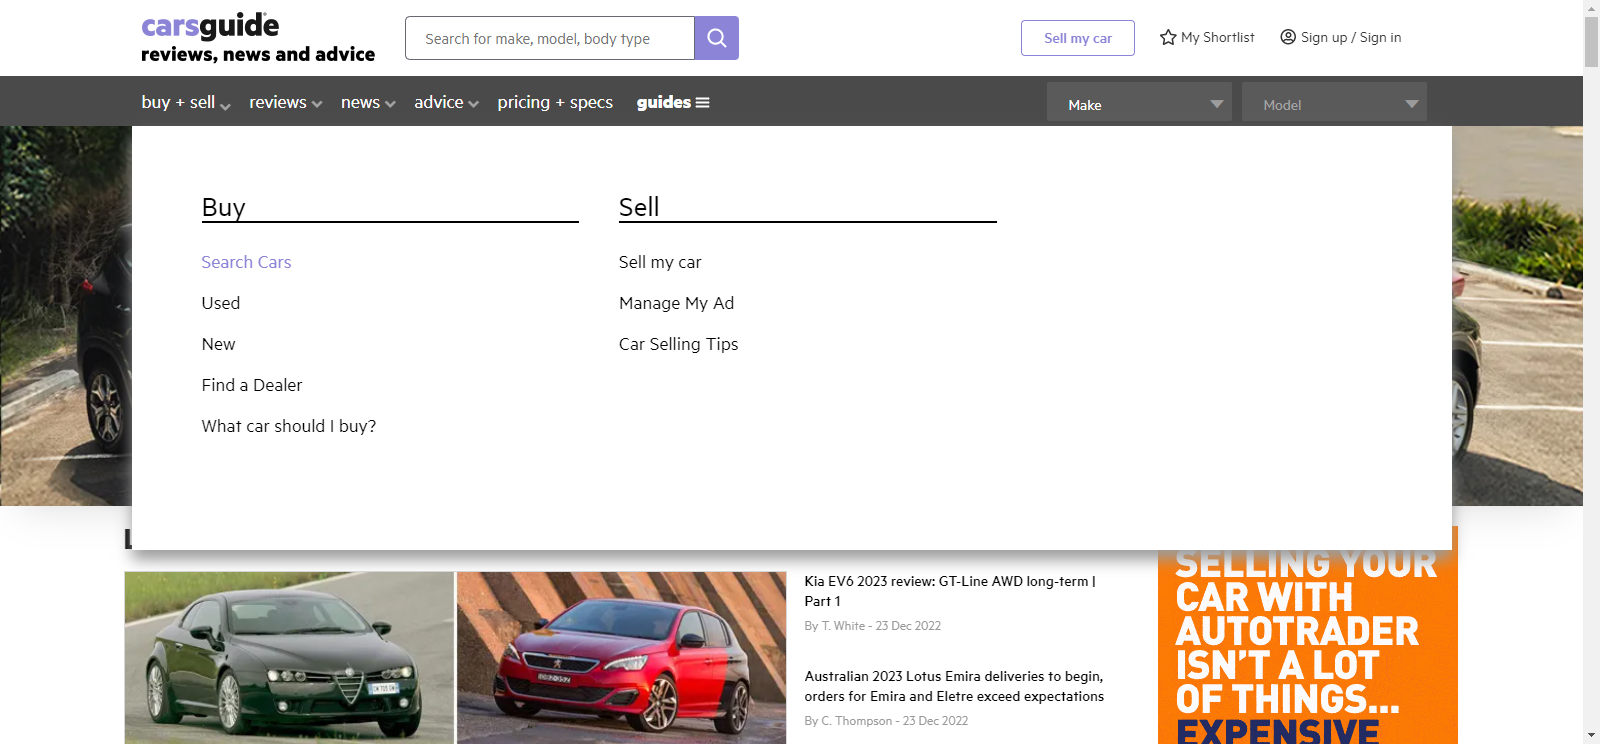 carsguide
reviews, news and advice
Search for make, model, body type
Sell my car
My Shortlist
Sign up / Sign in
buy + sell
reviews
news
advice
pricing + specs
guides
Make
Model
Buy
Search Cars
Used
New
Find a Dealer
What car should I buy?
Sell
Sell my car
Manage My Ad
Car Selling Tips
Kia EV6 2023 review: GT-Line AWD long-term |
Part 1
By T. White - 23 Dec 2022
Australian 2023 Lotus Emira deliveries to begin,
orders for Emira and Eletre exceed expectations
By C. Thompson - 23 Dec 2022
SELLING YOUR
CAR WITH
AUTOTRADER
ISN'T A LOT
OF THINGS...
EXPENSIVE